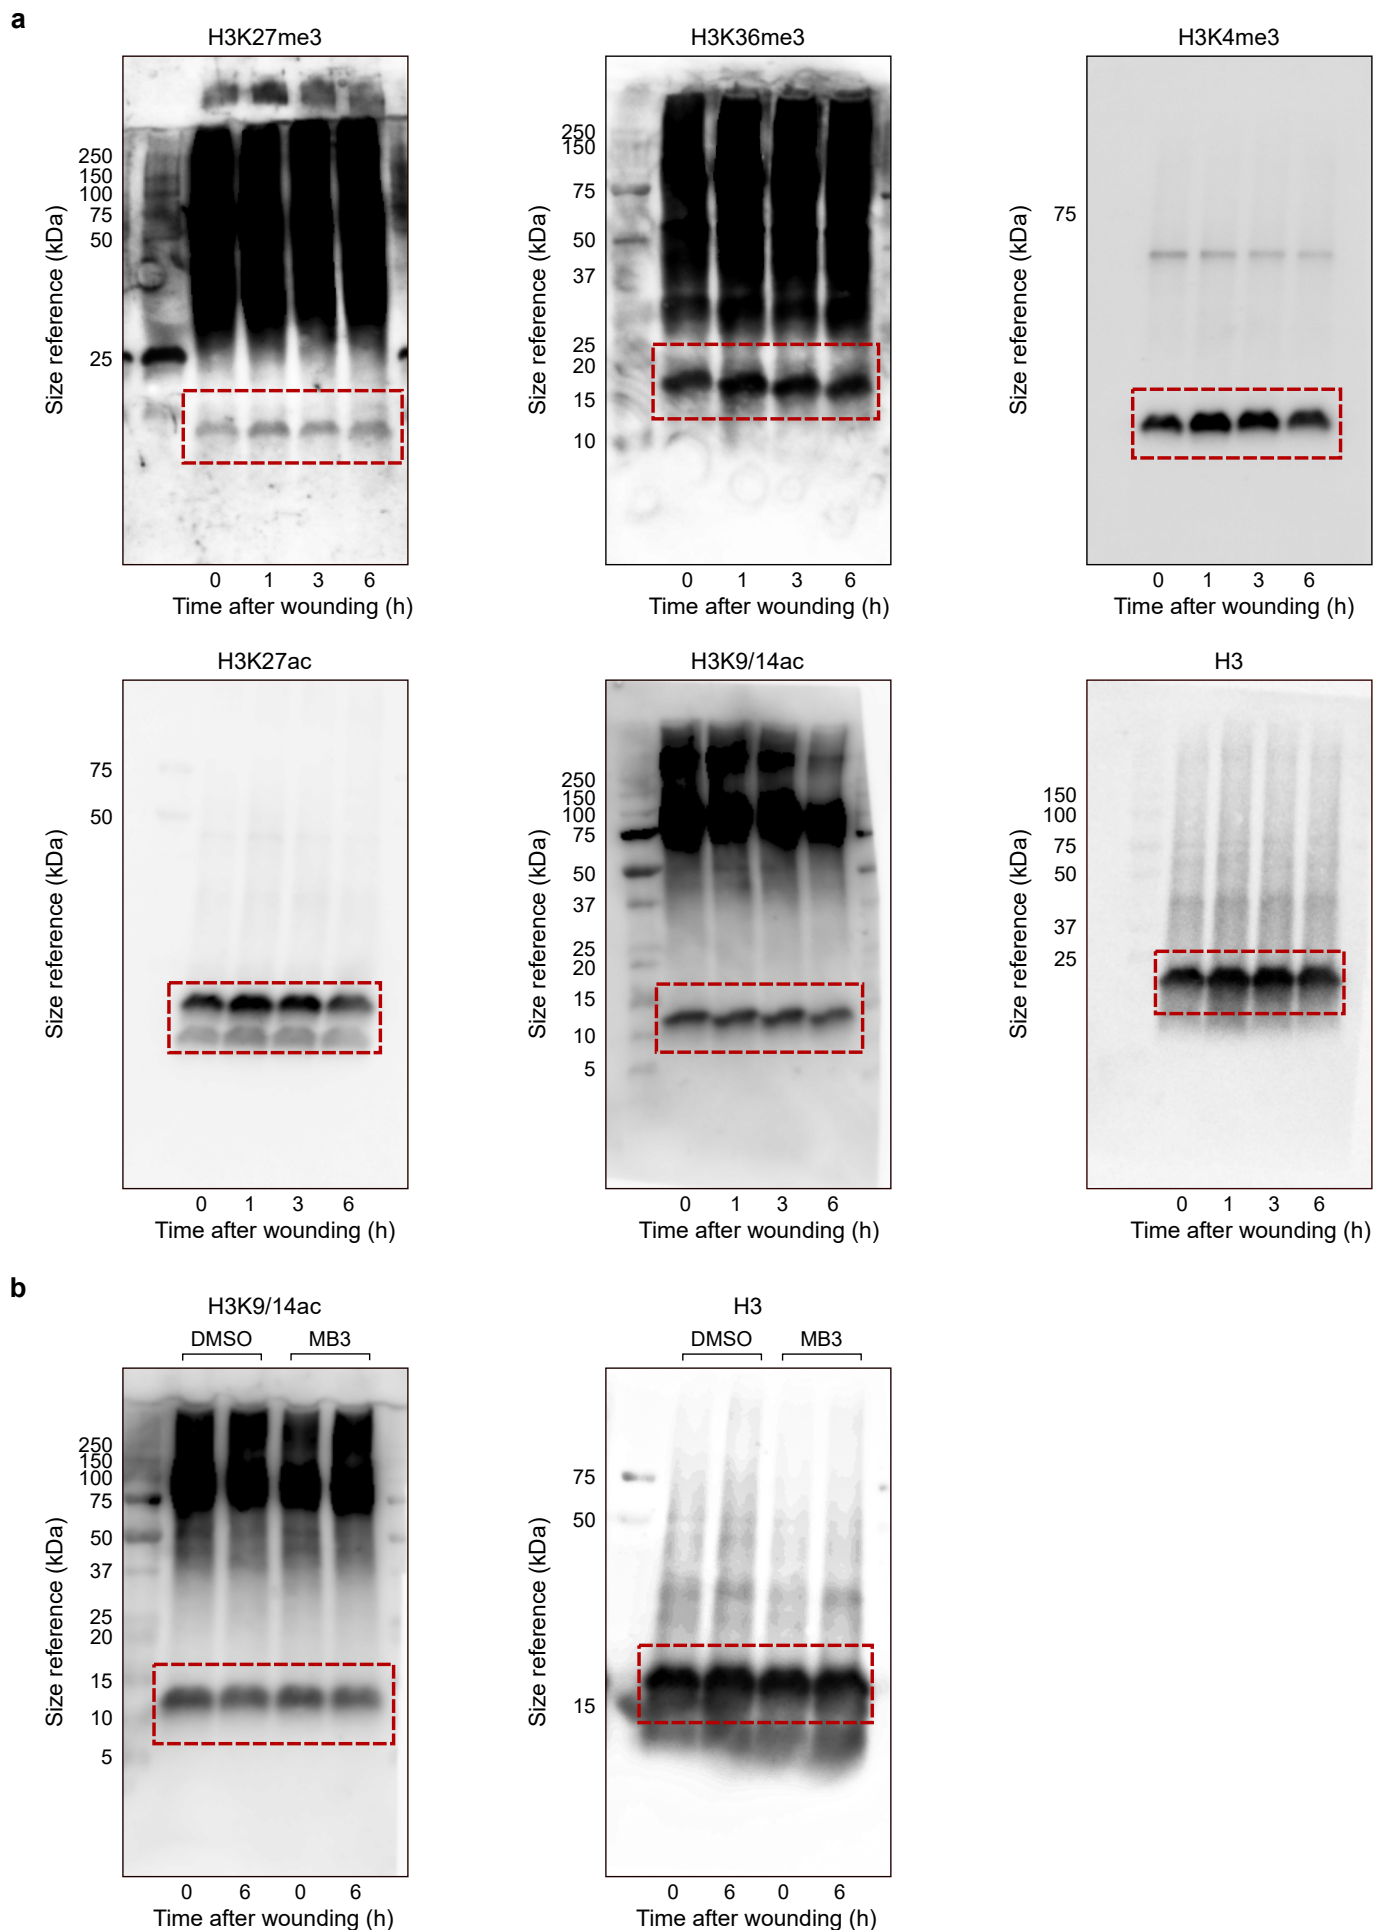 a
H3K27me3
250
150
100
75
50
25
Size reference (kDa)
0 1 3 6
Time after wounding (h)
H3K36me3
250
150
75
50
37
25
20
15
10
Size reference (kDa)
0 1 3 6
Time after wounding (h)
H3K4me3
75
Size reference (kDa)
0 1 3 6
Time after wounding (h)
H3K27ac
75
50
Size reference (kDa)
0 1 3 6
Time after wounding (h)
H3K9/14ac
250
150
100
75
50
37
25
20
15
10
5
Size reference (kDa)
0 1 3 6
Time after wounding (h)
H3
150
100
75
50
37
25
Size reference (kDa)
0 1 3 6
Time after wounding (h)
b
H3K9/14ac
DMSO MB3
250
150
100
75
50
37
25
20
15
10
5
Size reference (kDa)
0 6 0 6
Time after wounding (h)
H3
DMSO MB3
75
50
15
Size reference (kDa)
0 6 0 6
Time after wounding (h)